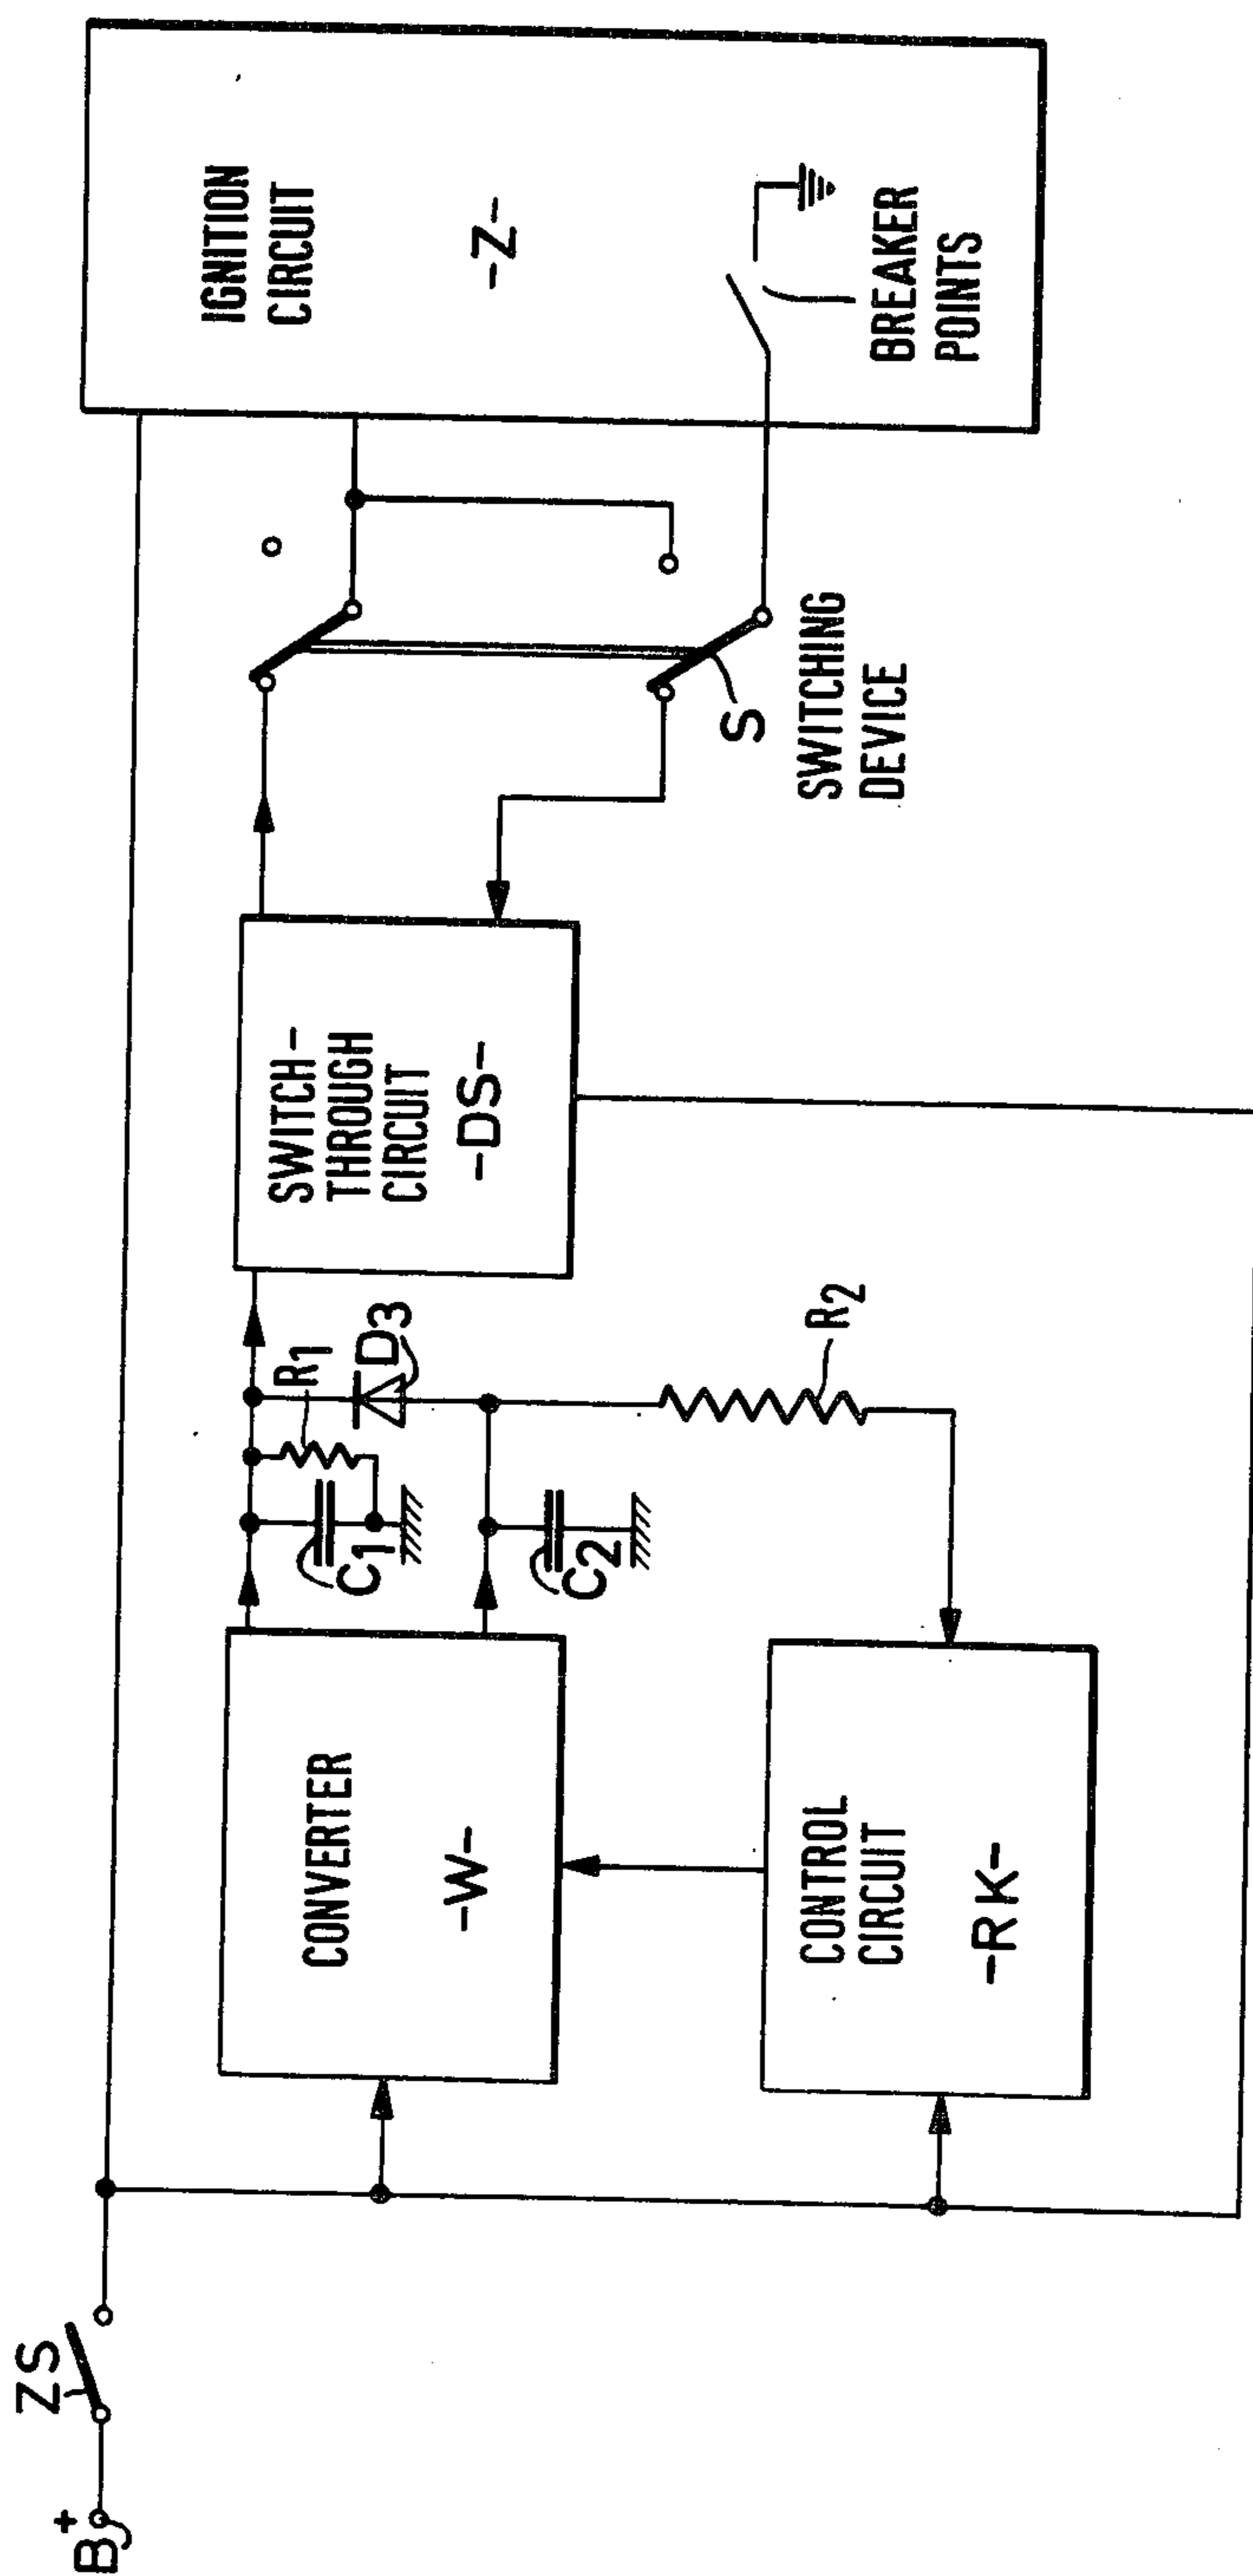 B+
ZS
CONVERTER
-W-
CONTROL
CIRCUIT
-RK-
C1
R1
D3
C2
R2
SWITCH-
THROUGH
CIRCUIT
-DS-
S
SWITCHING
DEVICE
IGNITION
CIRCUIT
-Z-
BREAKER
POINTS